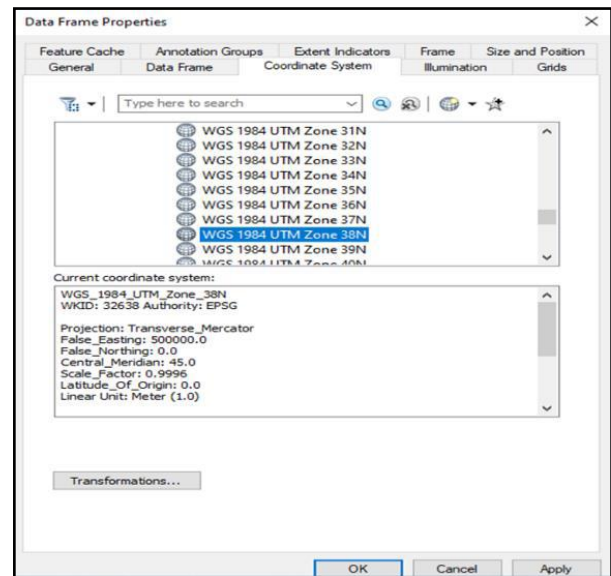 Data Frame Properties
Feature Cache Annotation Groups Extent Indicators Frame Size and Position
General Data Frame Coordinate System Illumination Grids
Type here to search
WGS 1984 UTM Zone 31N
WGS 1984 UTM Zone 32N
WGS 1984 UTM Zone 33N
WGS 1984 UTM Zone 34N
WGS 1984 UTM Zone 35N
WGS 1984 UTM Zone 36N
WGS 1984 UTM Zone 37N
WGS 1984 UTM Zone 38N
WGS 1984 UTM Zone 39N
WGS 1984 UTM Zone 40N
Current coordinate system:
WGS_1984_UTM_Zone_38N
WKID: 32638 Authority: EPSG
Projection: Transverse_Mercator
False_Easting: 500000.0
False_Northing: 0.0
Central_Meridian: 45.0
Scale_Factor: 0.9996
Latitude_Of_Origin: 0.0
Linear Unit: Meter (1.0)
Transformations...
OK Cancel Apply